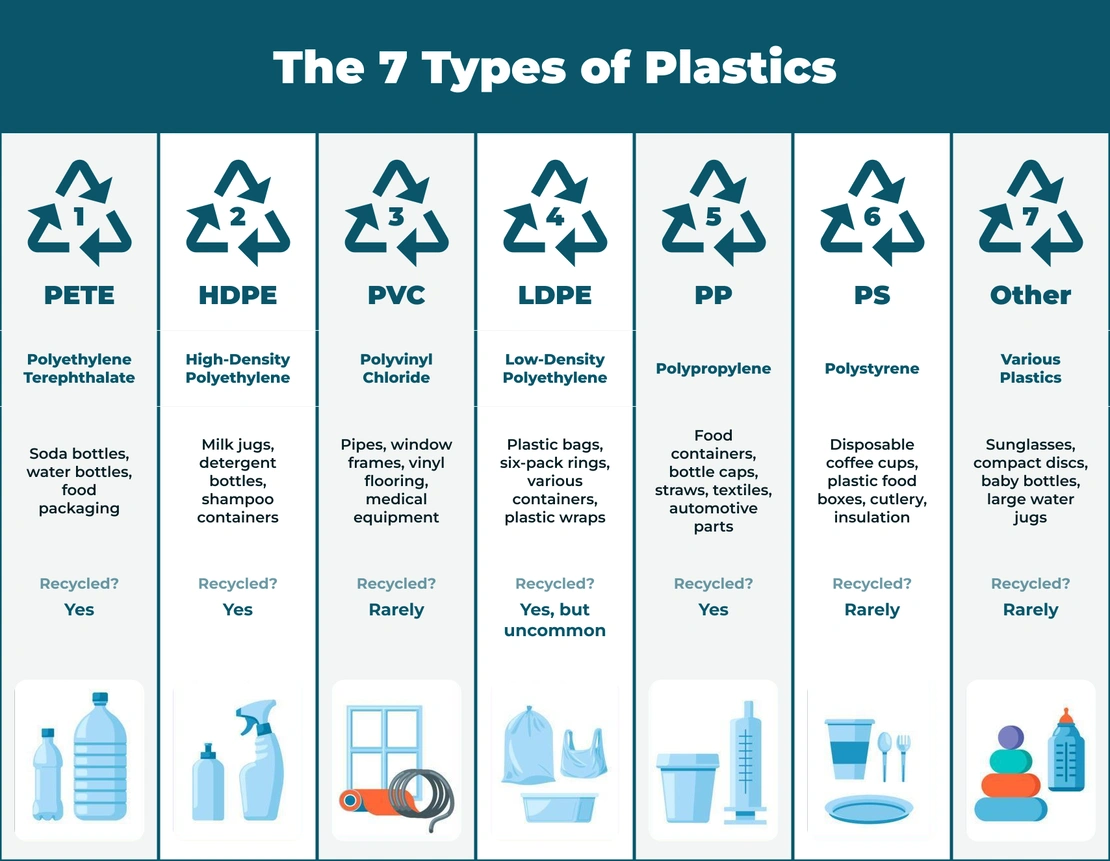 The 7 Types of Plastics
1
PETE
Polyethylene
Terephthalate
Soda bottles,
water bottles,
food
packaging
Recycled?
Yes
2
HDPE
High-Density
Polyethylene
Milk jugs,
detergent
bottles,
shampoo
containers
Recycled?
Yes
3
PVC
Polyvinyl
Chloride
Pipes, window
frames, vinyl
flooring,
medical
equipment
Recycled?
Rarely
4
LDPE
Low-Density
Polyethylene
Plastic bags,
six-pack rings,
various
containers,
plastic wraps
Recycled?
Yes, but
uncommon
5
PP
Polypropylene
Food
containers,
bottle caps,
straws, textiles,
automotive
parts
Recycled?
Yes
6
PS
Polystyrene
Disposable
coffee cups,
plastic food
boxes, cutlery,
insulation
Recycled?
Rarely
7
Other
Various
Plastics
Sunglasses,
compact discs,
baby bottles,
large water
jugs
Recycled?
Rarely